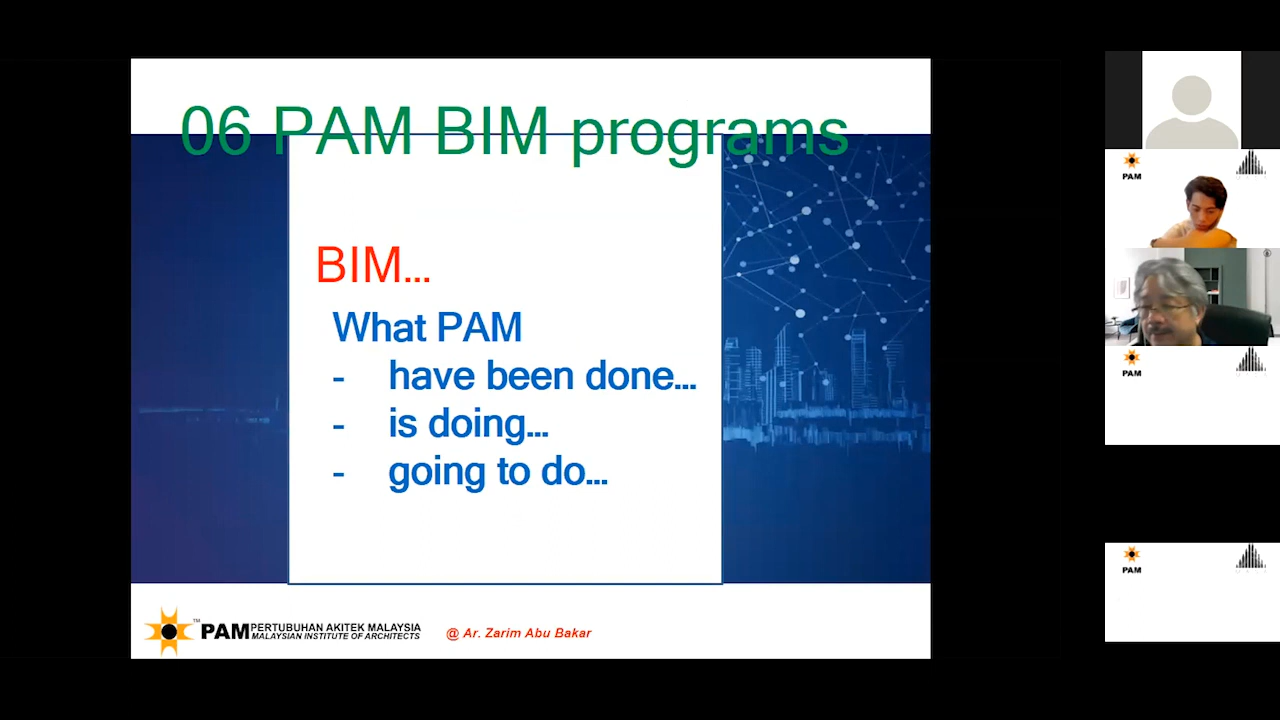 06 PAM BIM programs
BIM...
What PAM
- have been done...
- is doing...
- going to do...
PAM PERTUBUHAN AKITEK MALAYSIA
MALAYSIAN INSTITUTE OF ARCHITECTS
TM
@ Ar. Zarim Abu Bakar
PAM
PAM
PAM